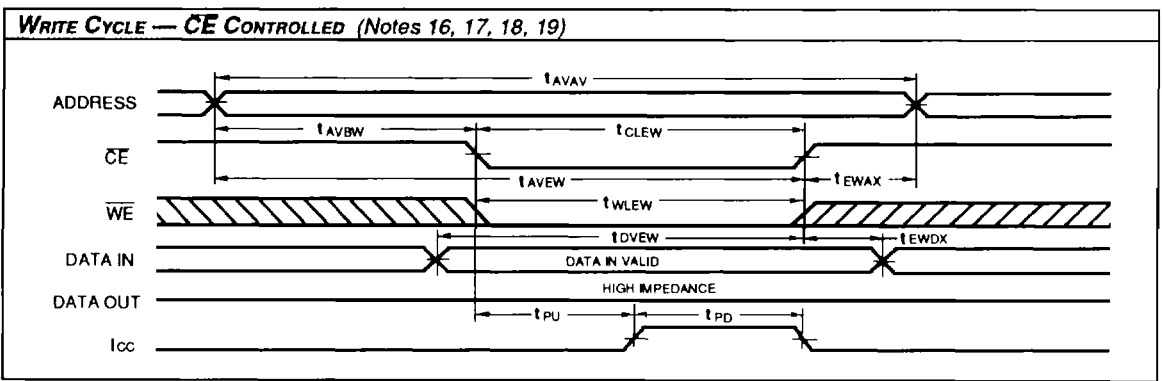 WRITE CYCLE — CE CONTROLLED (Notes 16, 17, 18, 19)
tAVAV
ADDRESS
tAVBW
tCLEW
CE
tAVEW
tEWAX
tWLEW
WE
tDVEW
tEWDX
DATA IN
DATA IN VALID
HIGH IMPEDANCE
DATA OUT
tPU
tPD
Icc